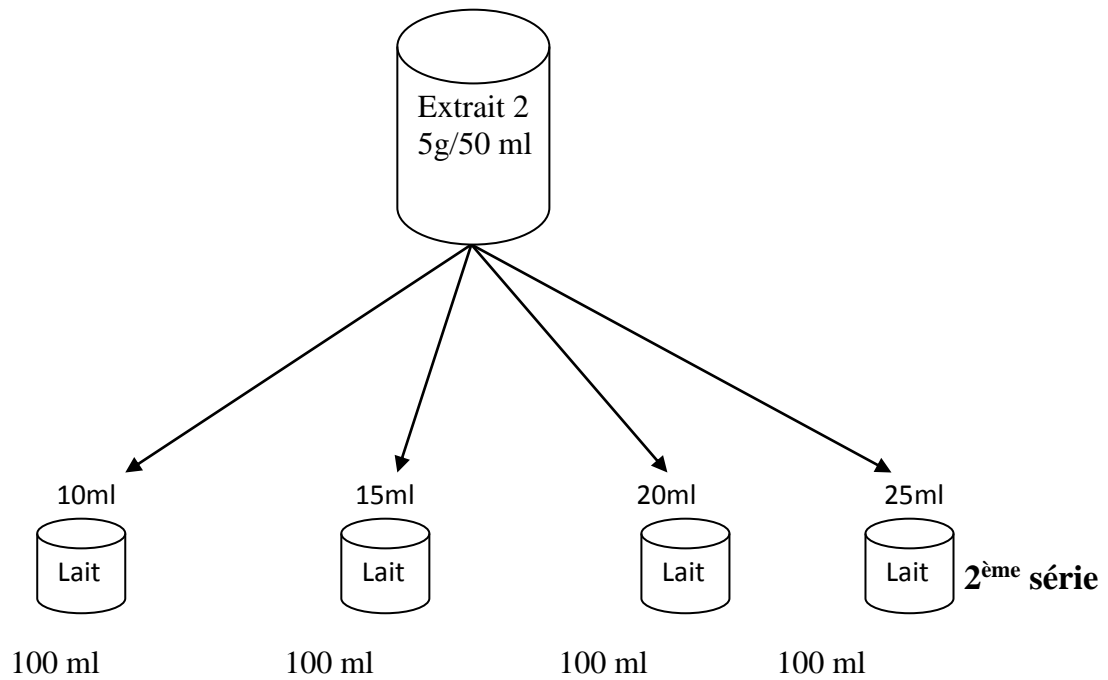 Extrait 2
5g/50 ml
10ml 15ml 20ml 25ml
Lait Lait Lait Lait 2ème série
100 ml 100 ml 100 ml 100 ml